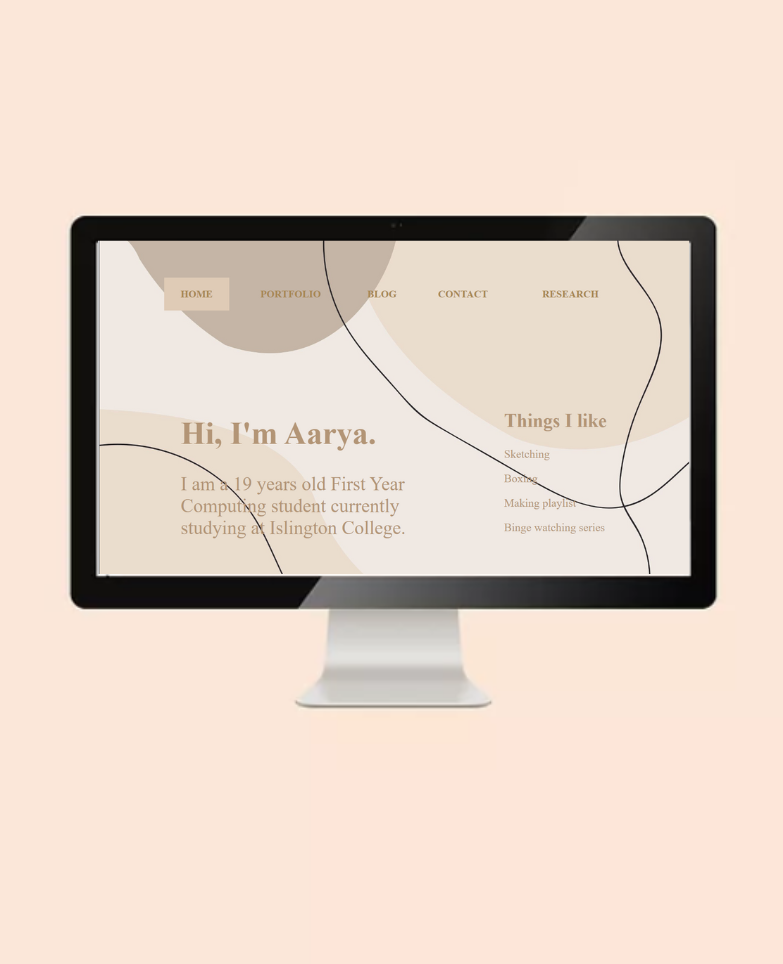 HOME PORTFOLIO BLOG CONTACT RESEARCH
Hi, I'm Aarya.
I am a 19 years old First Year
Computing student currently
studying at Islington College.
Things I like
Sketching
Boxing
Making playlist
Binge watching series